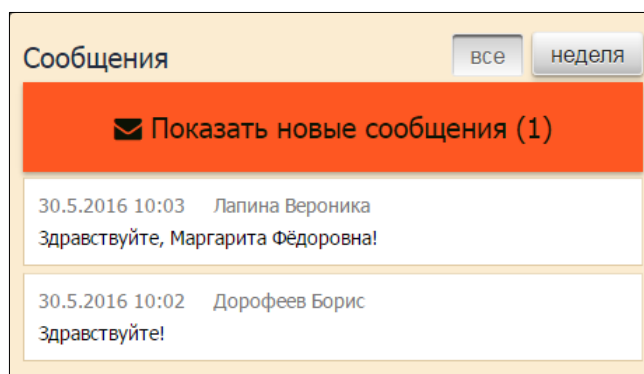 Сообщения все неделя
Показать новые сообщения (1)
30.5.2016 10:03 Лапина Вероника
Здравствуйте, Маргарита Фёдоровна!
30.5.2016 10:02 Дорофеев Борис
Здравствуйте!